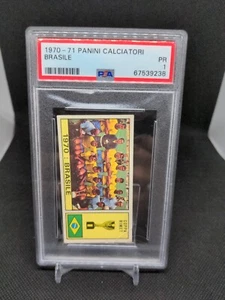 1970-71 PANINI CALCIATORI
BRASILE
PR
1
PSA
67539238
1970 BRASILE